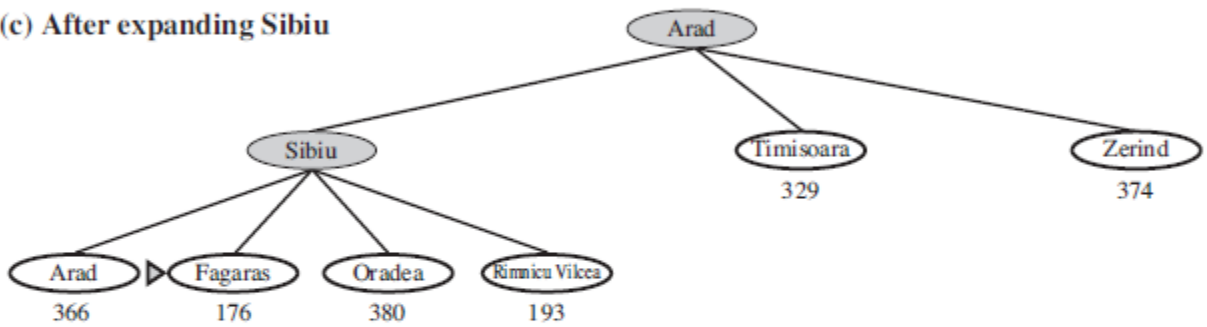 (c) After expanding Sibiu
Arad
Sibiu
Timisoara
Zerind
329
374
Arad
Fagaras
Oradea
Rimnicu Vilcea
366
176
380
193